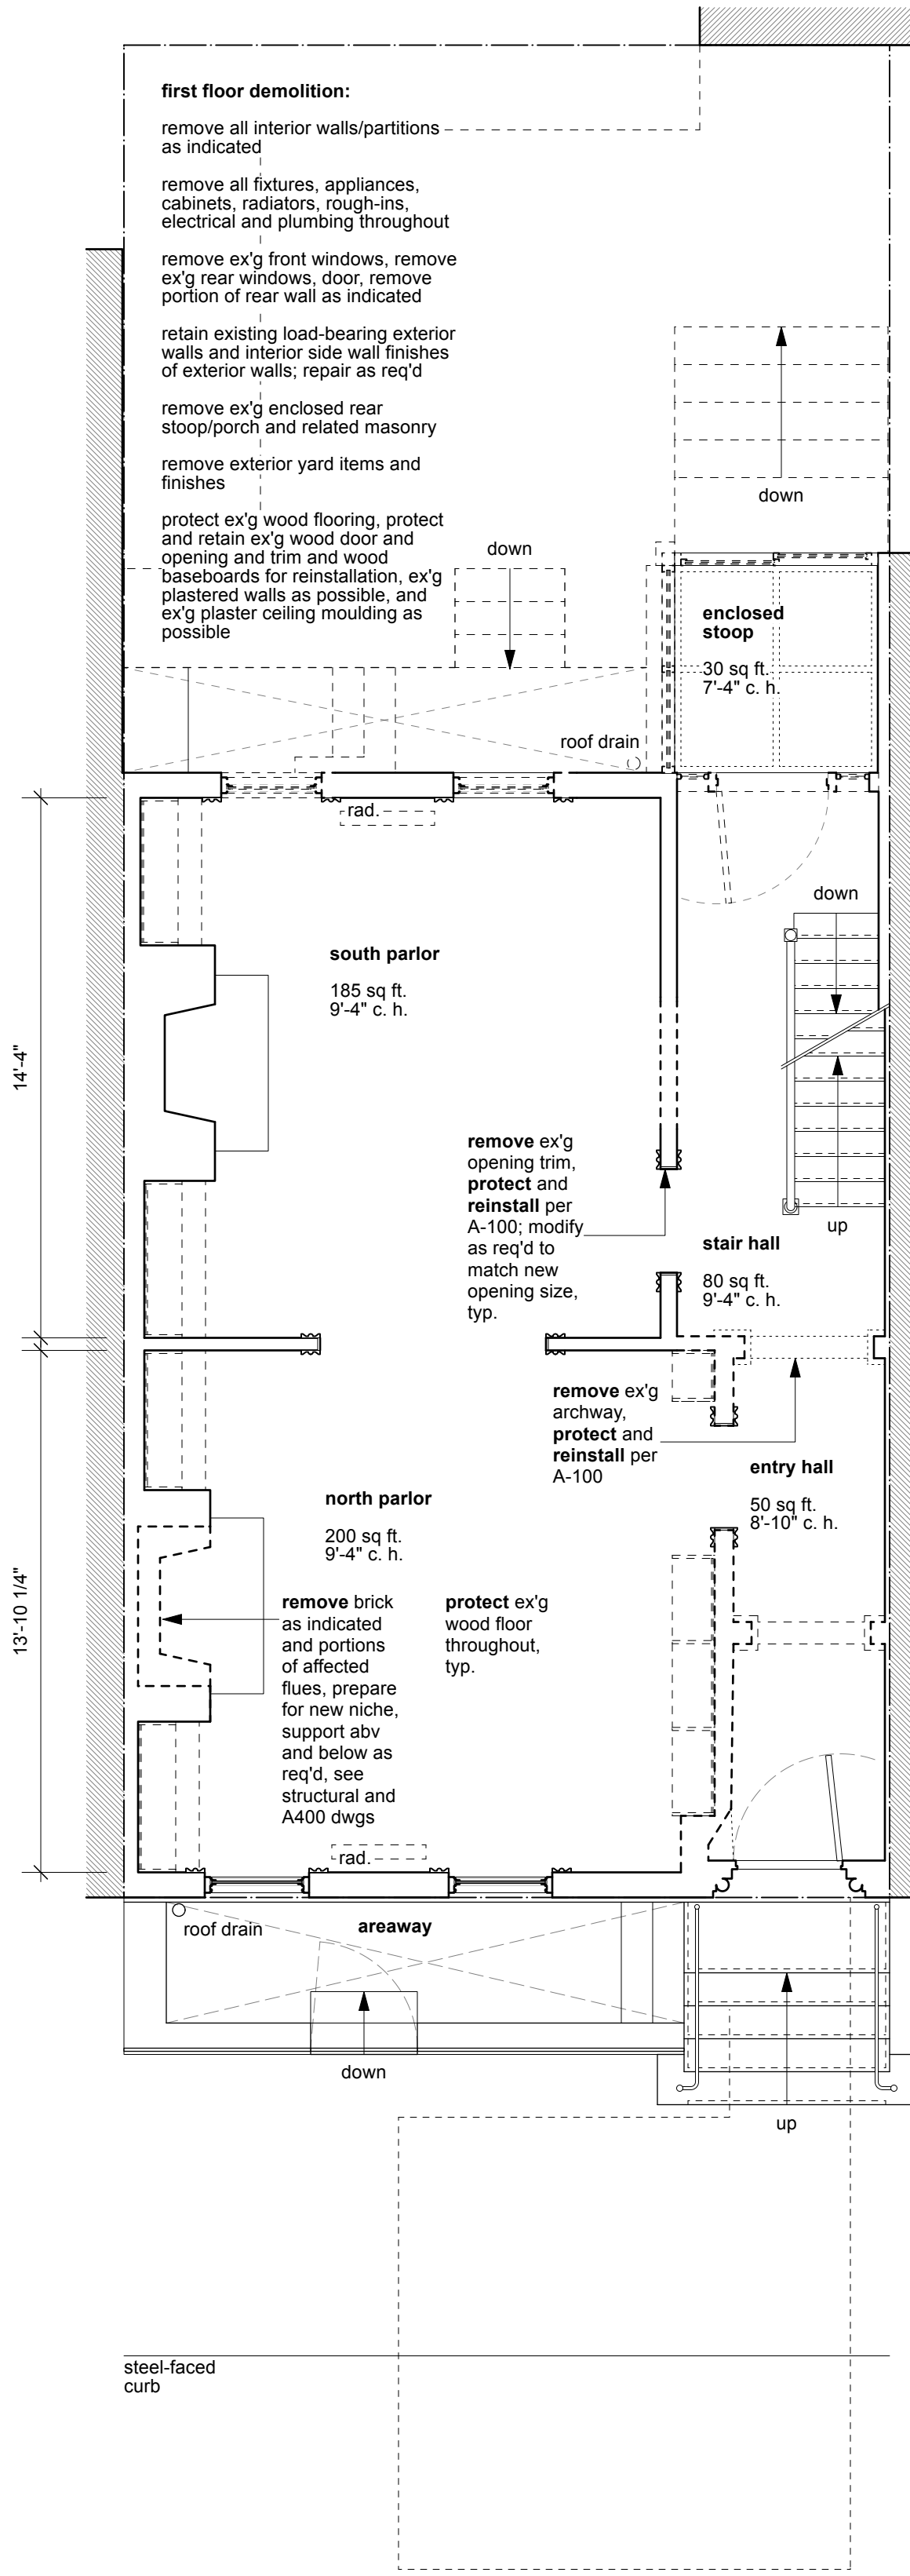 first floor demolition:
remove all interior walls/partitions
as indicated
remove all fixtures, appliances,
cabinets, radiators, rough-ins,
electrical and plumbing throughout
remove ex'g front windows, remove
ex'g rear windows, door, remove
portion of rear wall as indicated
retain existing load-bearing exterior
walls and interior side wall finishes
of exterior walls; repair as req'd
remove ex'g enclosed rear
stoop/porch and related masonry
remove exterior yard items and
finishes
protect ex'g wood flooring, protect
and retain ex'g wood door and
opening and trim and wood
baseboards for reinstallation, ex'g
plastered walls as possible, and
ex'g plaster ceiling moulding as
possible
down
down
enclosed
stoop
30 sq ft.
7'-4" c. h.
roof drain
rad.
down
south parlor
185 sq ft.
9'-4" c. h.
14'-4"
remove ex'g
opening trim,
protect and
reinstall per
A-100; modify
as req'd to
match new
opening size,
typ.
up
stair hall
80 sq ft.
9'-4" c. h.
remove ex'g
archway,
protect and
reinstall per
A-100
entry hall
50 sq ft.
8'-10" c. h.
north parlor
200 sq ft.
9'-4" c. h.
13'-10 1/4"
remove brick
as indicated
and portions
of affected
flues, prepare
for new niche,
support abv
and below as
req'd, see
structural and
A400 dwgs
protect ex'g
wood floor
throughout,
typ.
rad.
roof drain
areaway
down
up
steel-faced
curb